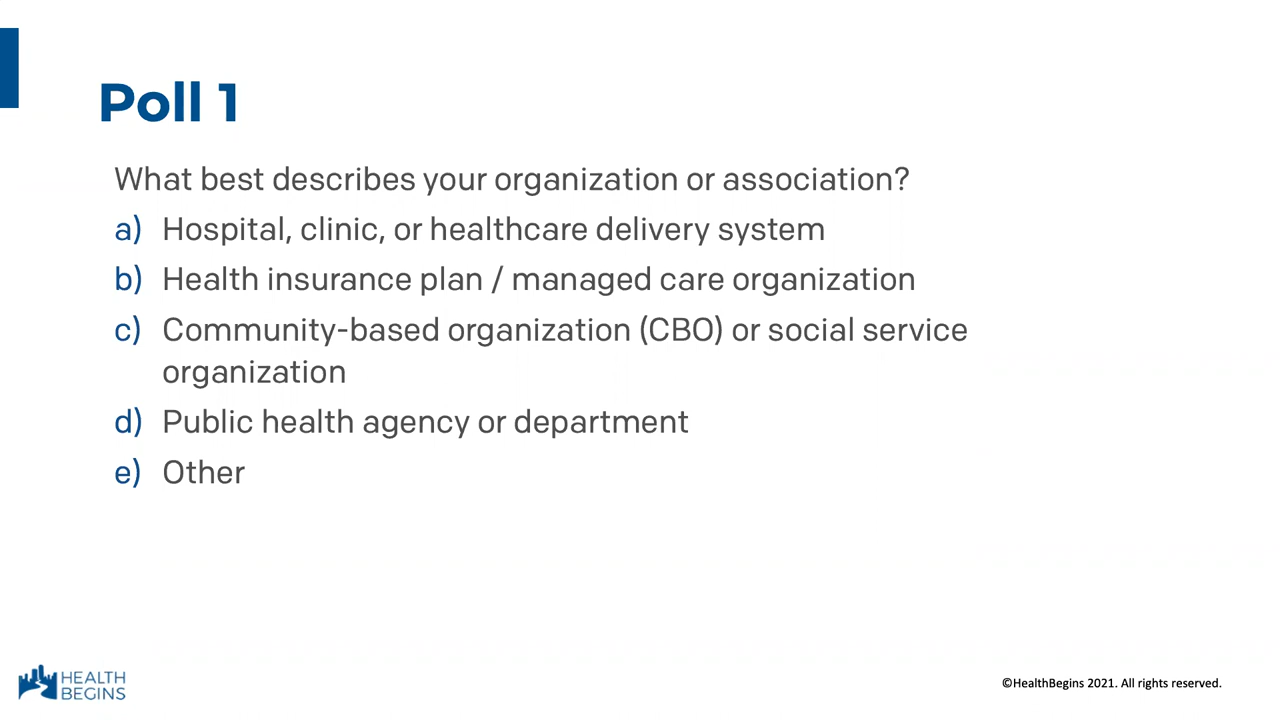 Poll 1
What best describes your organization or association?
a) Hospital, clinic, or healthcare delivery system
b) Health insurance plan / managed care organization
c) Community-based organization (CBO) or social service
organization
d) Public health agency or department
e) Other
HEALTH
BEGINS
©HealthBegins 2021. All rights reserved.